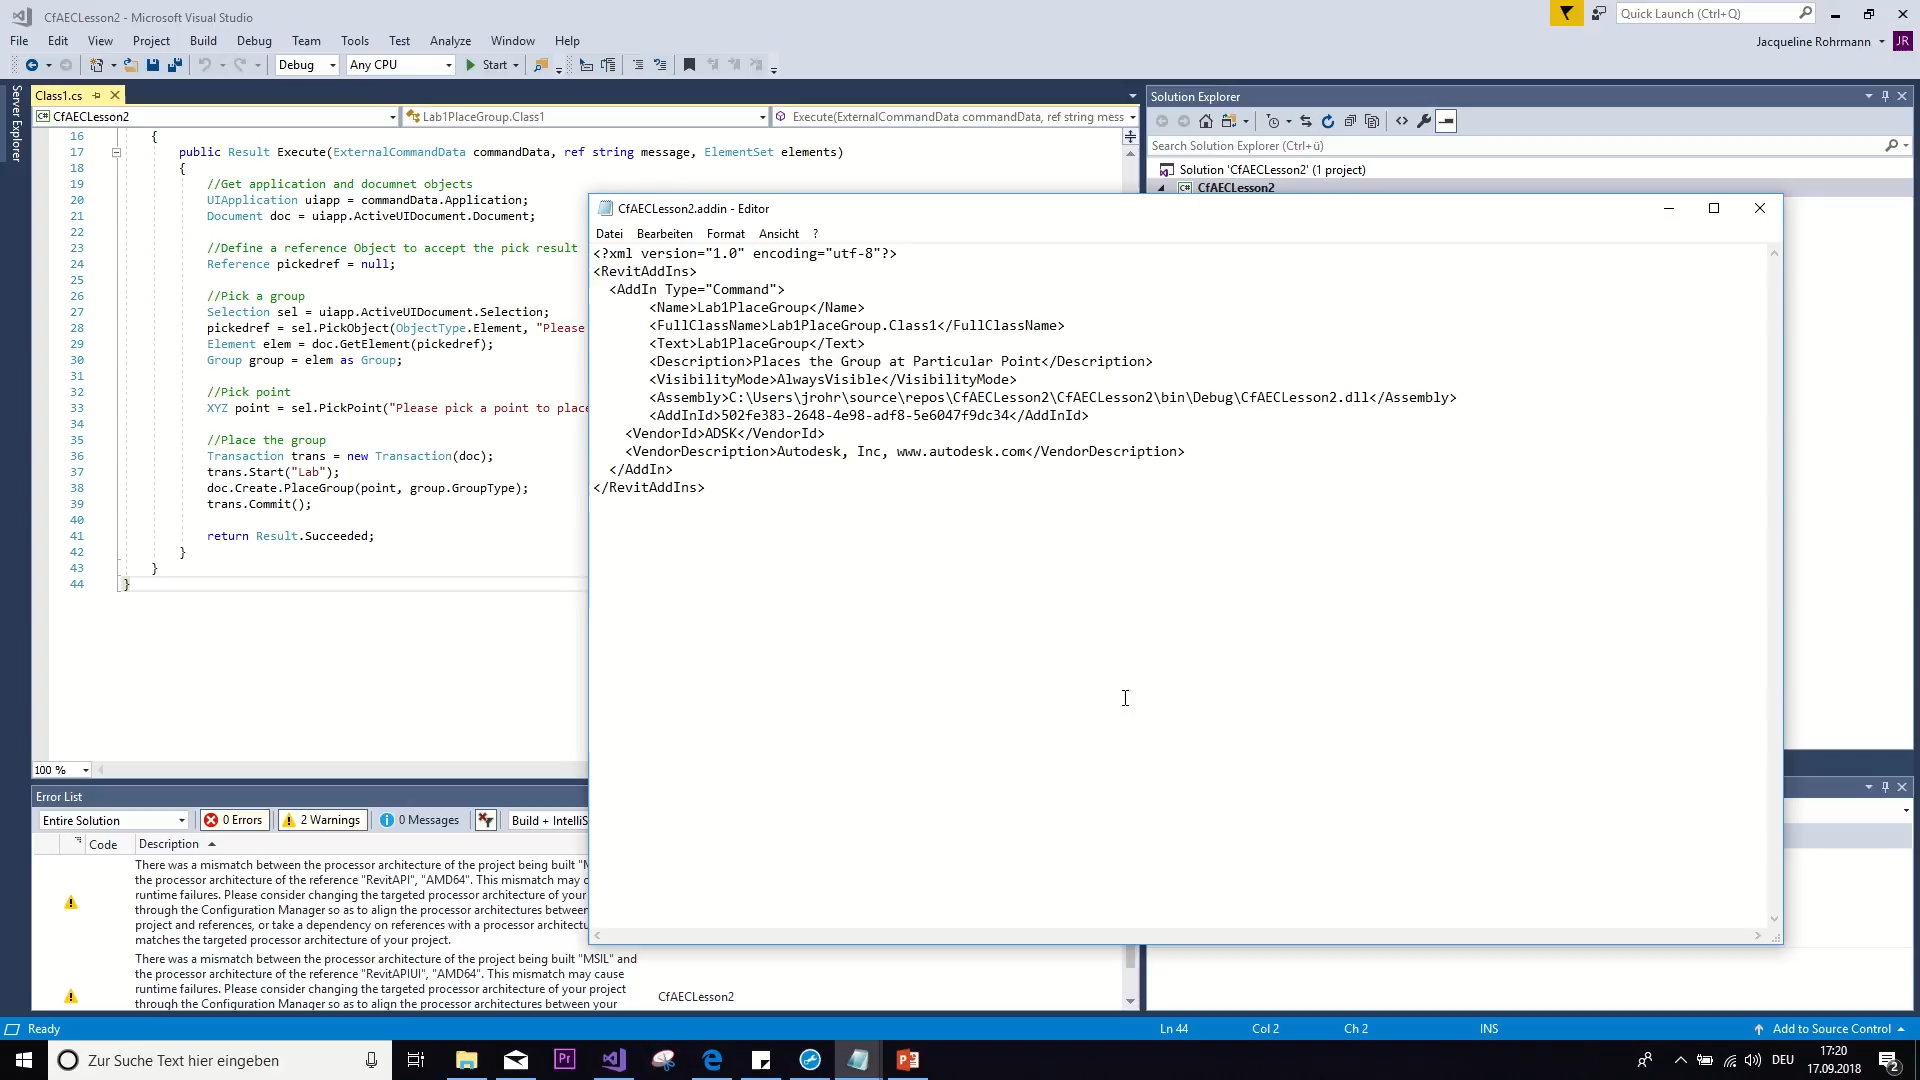 CfAECLesson2 - Microsoft Visual Studio
Quick Launch (Ctrl+Q)
File Edit View Project Build Debug Team Tools Test Analyze Window Help
Jacqueline Rohrmann JR
Debug Any CPU Start
Server Explorer
Class1.cs
CfAECLesson2 Lab1PlaceGroup.Class1 Execute(ExternalCommandData commandData, ref string mess
16 {
17 public Result Execute(ExternalCommandData commandData, ref string message, ElementSet elements)
18 {
19 //Get application and documnet objects
20 UIApplication uiapp = commandData.Application;
21 Document doc = uiapp.ActiveUIDocument.Document;
22
23 //Define a reference Object to accept the pick result
24 Reference pickedref = null;
25
26 //Pick a group
27 Selection sel = uiapp.ActiveUIDocument.Selection;
28 pickedref = sel.PickObject(ObjectType.Element, "Please
29 Element elem = doc.GetElement(pickedref);
30 Group group = elem as Group;
31
32 //Pick point
33 XYZ point = sel.PickPoint("Please pick a point to place
34
35 //Place the group
36 Transaction trans = new Transaction(doc);
37 trans.Start("Lab");
38 doc.Create.PlaceGroup(point, group.GroupType);
39 trans.Commit();
40
41 return Result.Succeeded;
42 }
43 }
44 }
100 %
Solution Explorer
Search Solution Explorer (Ctrl+ü)
Solution 'CfAECLesson2' (1 project)
CfAECLesson2
CfAECLesson2.addin - Editor
Datei Bearbeiten Format Ansicht ?
<?xml version="1.0" encoding="utf-8"?>
<RevitAddIns>
<AddIn Type="Command">
<Name>Lab1PlaceGroup</Name>
<FullClassName>Lab1PlaceGroup.Class1</FullClassName>
<Text>Lab1PlaceGroup</Text>
<Description>Places the Group at Particular Point</Description>
<VisibilityMode>AlwaysVisible</VisibilityMode>
<Assembly>C:\Users\jrohr\source\repos\CfAECLesson2\CfAECLesson2\bin\Debug\CfAECLesson2.dll</Assembly>
<AddInId>502fe383-2648-4e98-adf8-5e6047f9dc34</AddInId>
<VendorId>ADSK</VendorId>
<VendorDescription>Autodesk, Inc, www.autodesk.com</VendorDescription>
</AddIn>
</RevitAddIns>
Error List
Entire Solution 0 Errors 2 Warnings 0 Messages Build + IntelliS
Code Description
There was a mismatch between the processor architecture of the project being built "M
the processor architecture of the reference "RevitAPI", "AMD64". This mismatch may c
runtime failures. Please consider changing the targeted processor architecture of your
through the Configuration Manager so as to align the processor architectures between
project and references, or take a dependency on references with a processor architectu
matches the targeted processor architecture of your project.
There was a mismatch between the processor architecture of the project being built "MSIL" and
the processor architecture of the reference "RevitAPIUI", "AMD64". This mismatch may cause
runtime failures. Please consider changing the targeted processor architecture of your project
through the Configuration Manager so as to align the processor architectures between your
CfAECLesson2
Ready Ln 44 Col 2 Ch 2 INS Add to Source Control
Zur Suche Text hier eingeben
Pr
DEU
17:20
17.09.2018
2